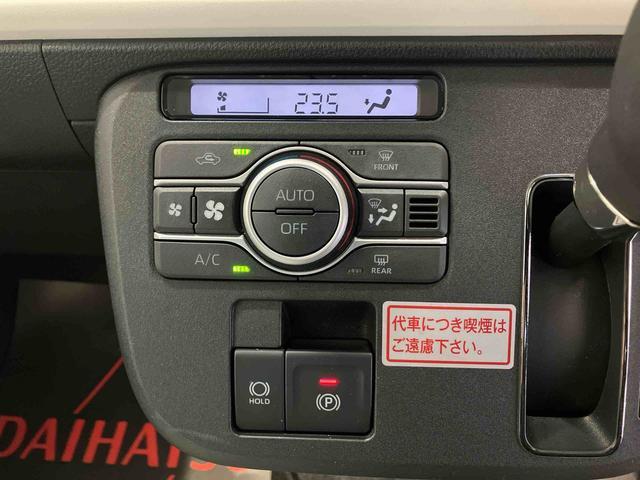 23.5
FRONT
AUTO
OFF
A/C
REAR
代車につき喫煙は
ご遠慮下さい。
HOLD
P
DAIHATSU